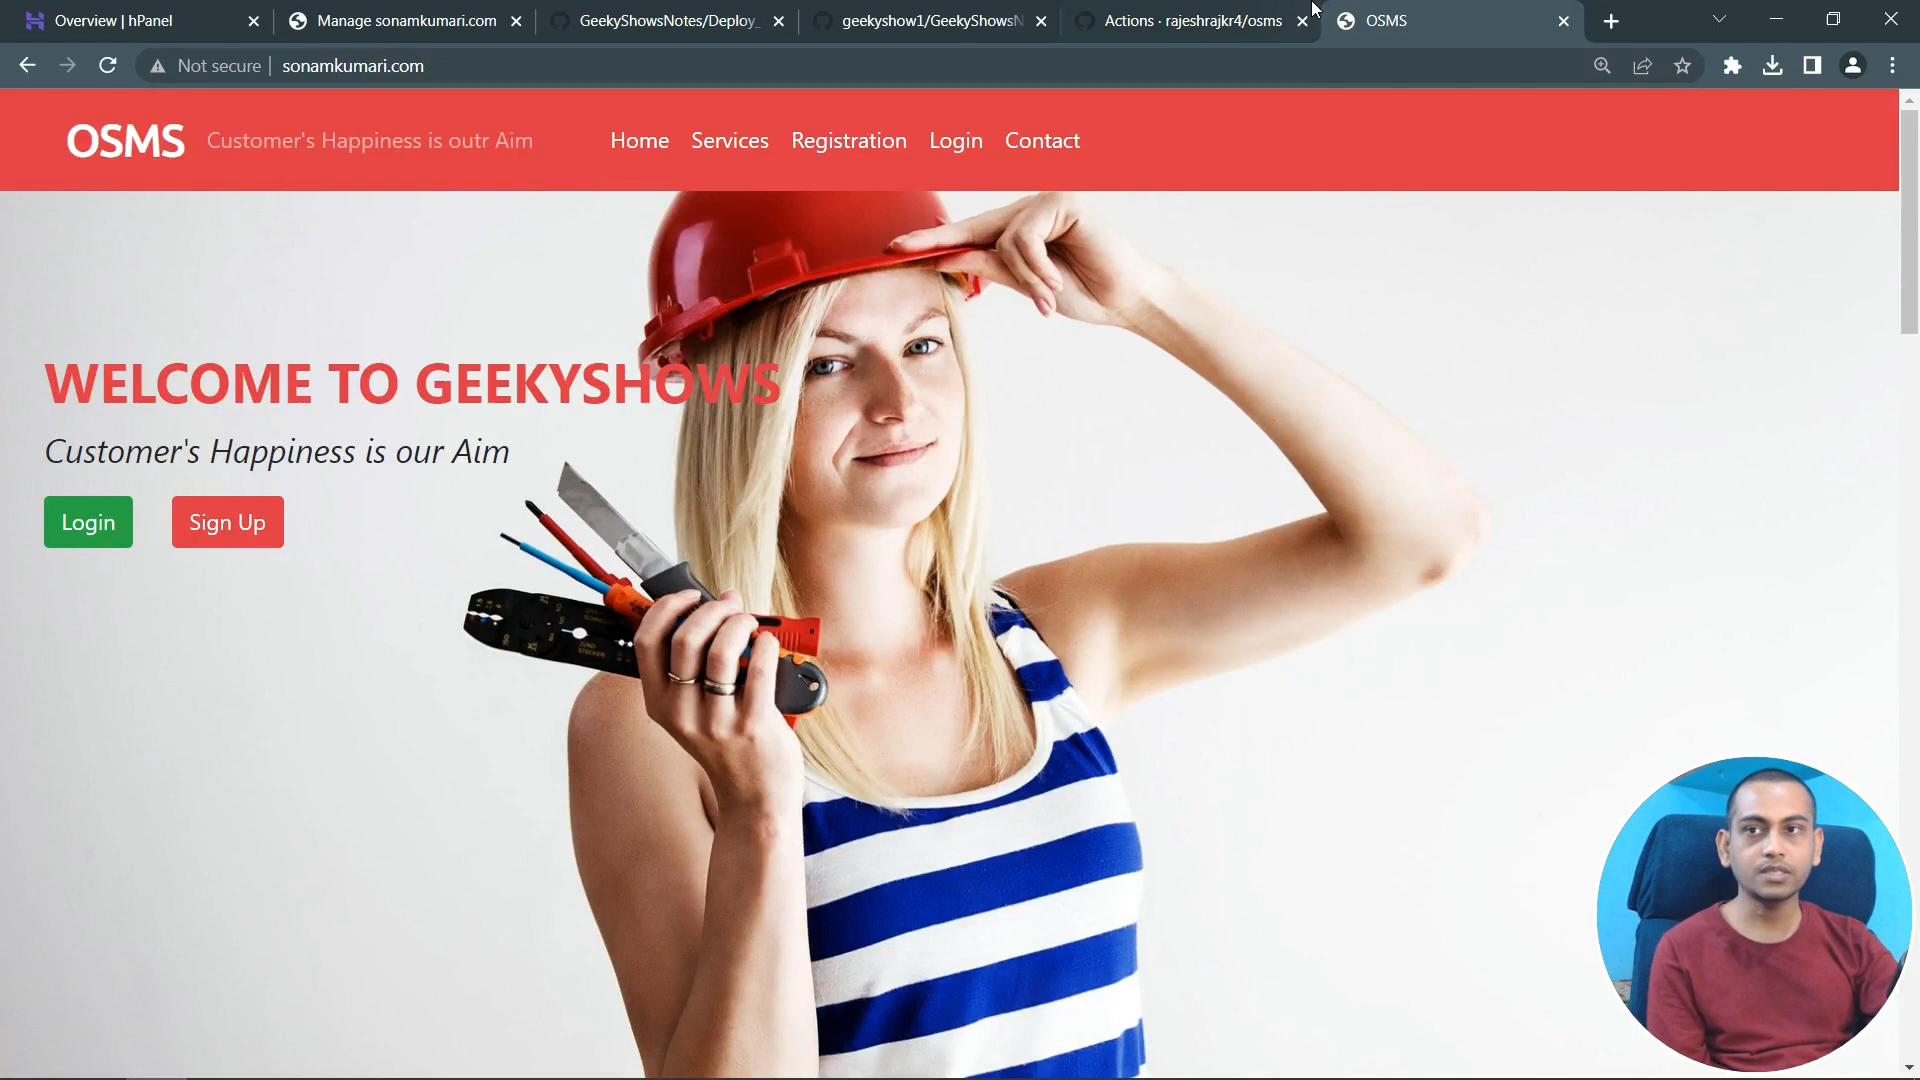 Overview | hPanel
Manage sonamkumari.com
GeekyShowsNotes/Deploy_
geekyshow1/GeekyShowsN
Actions · rajeshrajkr4/osms
OSMS
Not secure
sonamkumari.com
OSMS
Customer's Happiness is outr Aim
Home
Services
Registration
Login
Contact
WELCOME TO GEEKYSHOWS
Customer's Happiness is our Aim
Login
Sign Up